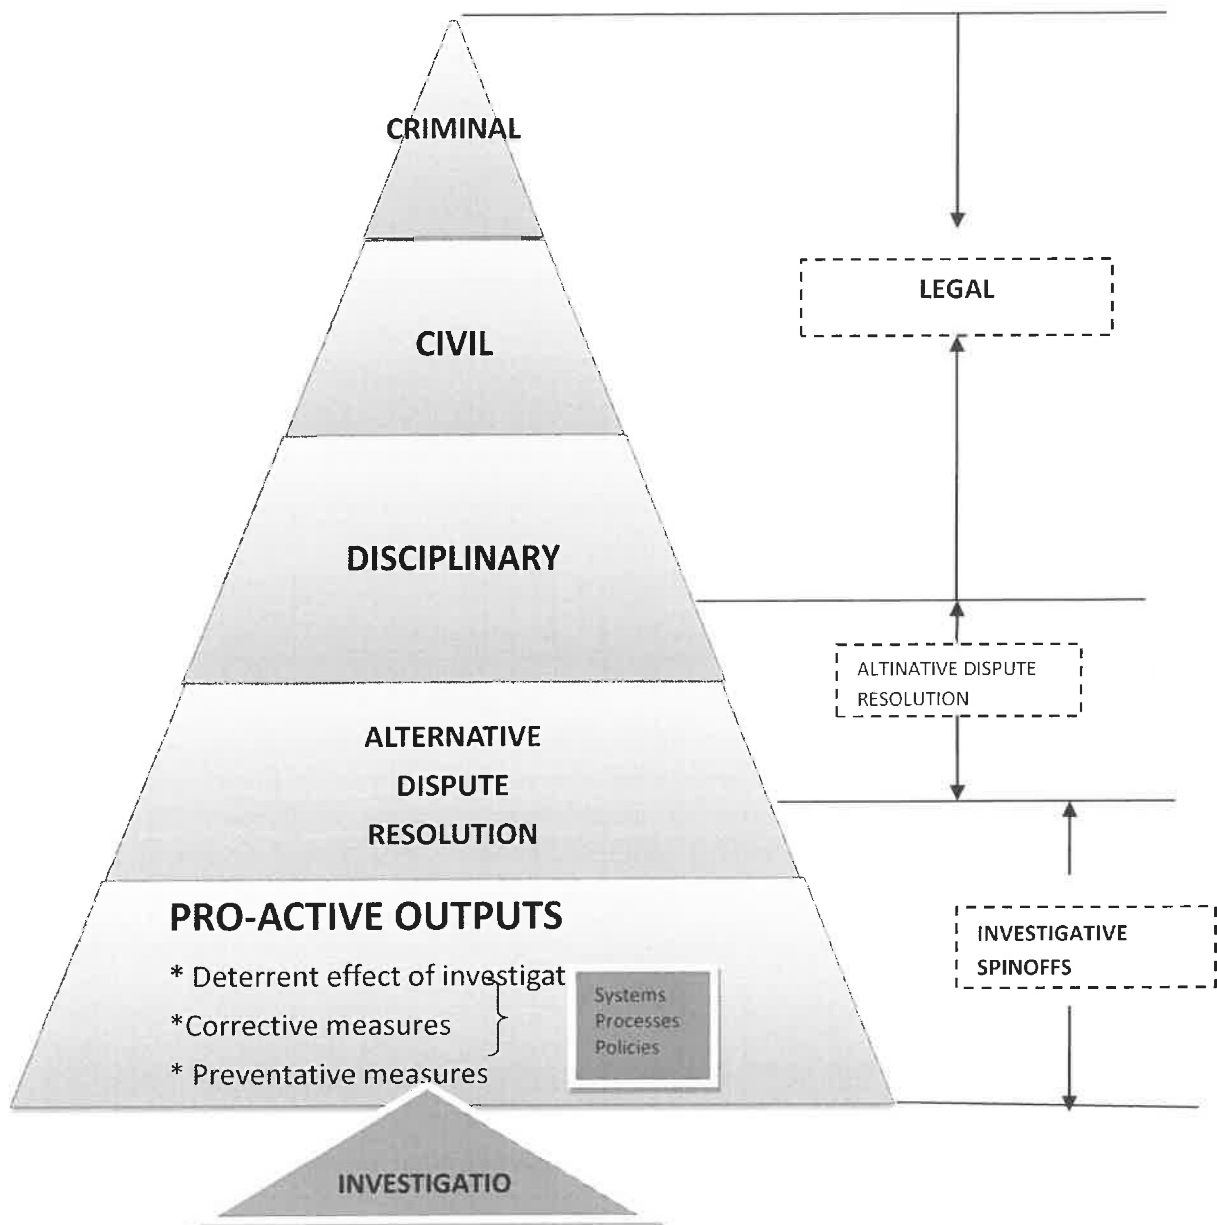 CRIMINAL
LEGAL
CIVIL
DISCIPLINARY
ALTINATIVE DISPUTE
RESOLUTION
ALTERNATIVE
DISPUTE
RESOLUTION
PRO-ACTIVE OUTPUTS
* Deterrent effect of investigat
*Corrective measures
* Preventative measures
Systems
Processes
Policies
INVESTIGATIVE
SPINOFFS
INVESTIGATIO